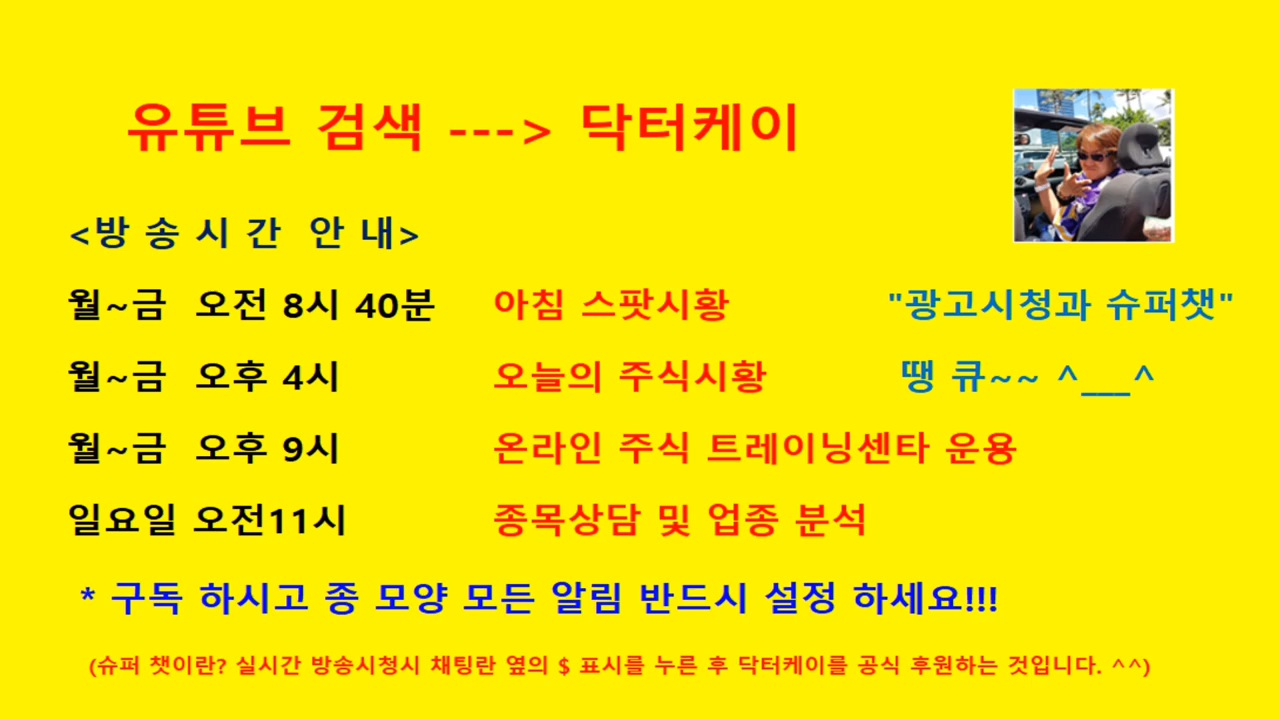 유튜브 검색 ---> 닥터케이
<방 송 시 간 안 내>
월~금 오전 8시 40분 아침 스팟시황 "광고시청과 슈퍼챗"
월~금 오후 4시 오늘의 주식시황 땡 큐~~ ^___^
월~금 오후 9시 온라인 주식 트레이닝센타 운용
일요일 오전11시 종목상담 및 업종 분석
* 구독 하시고 종 모양 모든 알림 반드시 설정 하세요!!!
(슈퍼 챗이란? 실시간 방송시청시 채팅란 옆의 $ 표시를 누른 후 닥터케이를 공식 후원하는 것입니다. ^^)